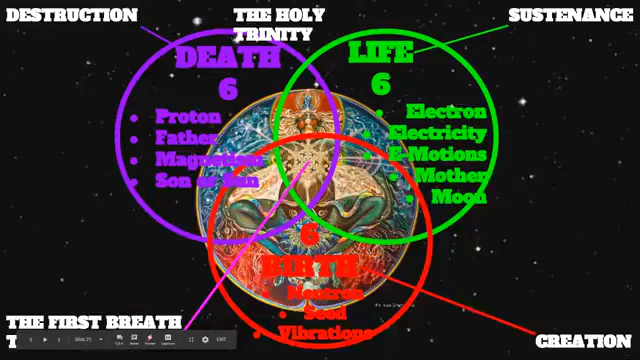 DESTRUCTION
THE HOLY
TRINITY
SUSTENANCE
DEATH
6
• Proton
• Father
• Magnetism
• Son or Sun
LIFE
6
• Electron
• Electricity
• E-Motions
• Mother
• Moon
6
BIRTH
Neutron
• Seed
• Vibrations
THE FIRST BREATH
CREATION
Slide 21
EXIT